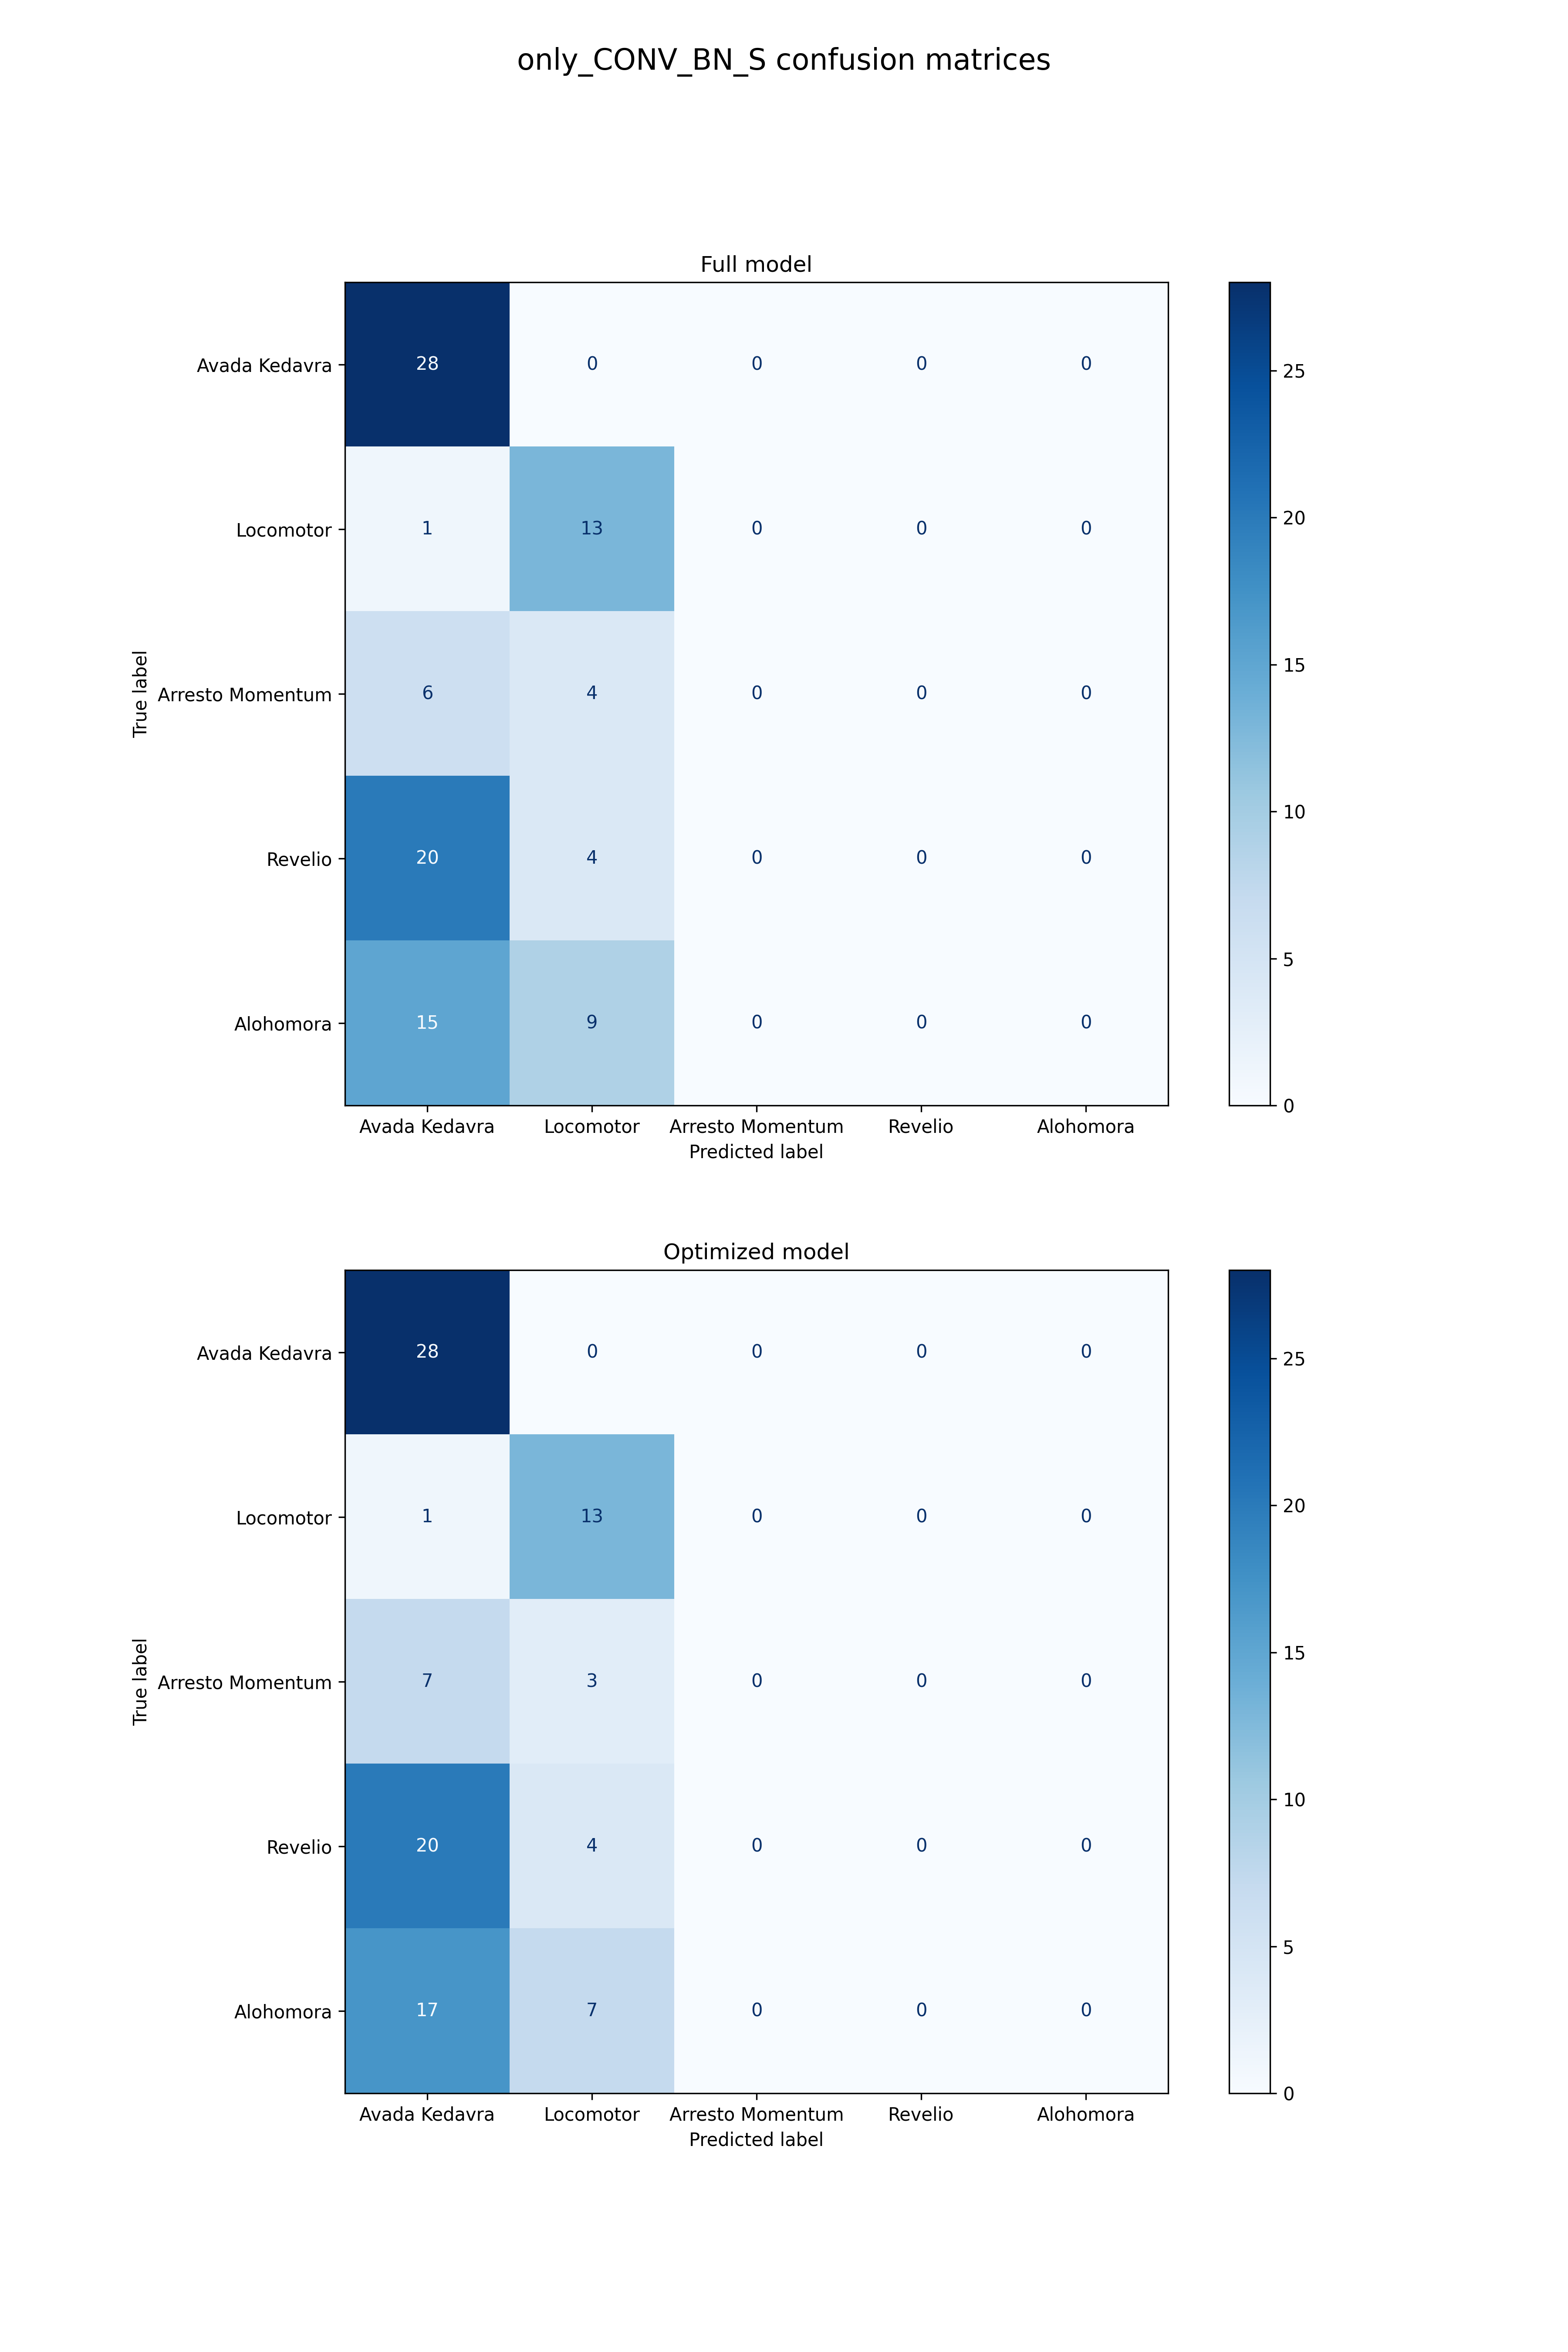 only_CONV_BN_S confusion matrices
Full model
Avada Kedavra 28 0 0 0 0
Locomotor 1 13 0 0 0
Arresto Momentum 6 4 0 0 0
Revelio 20 4 0 0 0
Alohomora 15 9 0 0 0
True label
Avada Kedavra Locomotor Arresto Momentum Revelio Alohomora
Predicted label
25
20
15
10
5
0
Optimized model
Avada Kedavra 28 0 0 0 0
Locomotor 1 13 0 0 0
Arresto Momentum 7 3 0 0 0
Revelio 20 4 0 0 0
Alohomora 17 7 0 0 0
True label
Avada Kedavra Locomotor Arresto Momentum Revelio Alohomora
Predicted label
25
20
15
10
5
0